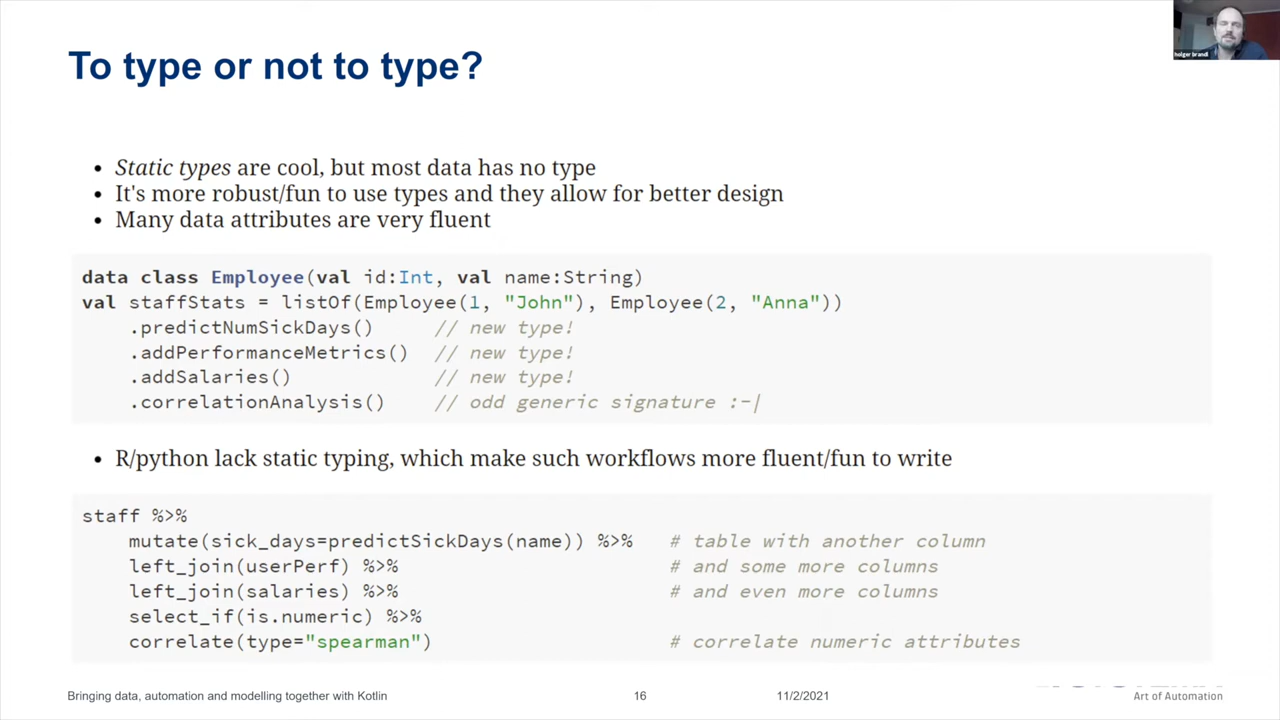 holger brandl
To type or not to type?
• Static types are cool, but most data has no type
• It's more robust/fun to use types and they allow for better design
• Many data attributes are very fluent
data class Employee(val id:Int, val name:String)
val staffStats = listOf(Employee(1, "John"), Employee(2, "Anna"))
.predictNumSickDays() // new type!
.addPerformanceMetrics() // new type!
.addSalaries() // new type!
.correlationAnalysis() // odd generic signature :-|
• R/python lack static typing, which make such workflows more fluent/fun to write
staff %>%
mutate(sick_days=predictSickDays(name)) %>% # table with another column
left_join(userPerf) %>% # and some more columns
left_join(salaries) %>% # and even more columns
select_if(is.numeric) %>%
correlate(type="spearman") # correlate numeric attributes
Bringing data, automation and modelling together with Kotlin 16 11/2/2021 Art of Automation